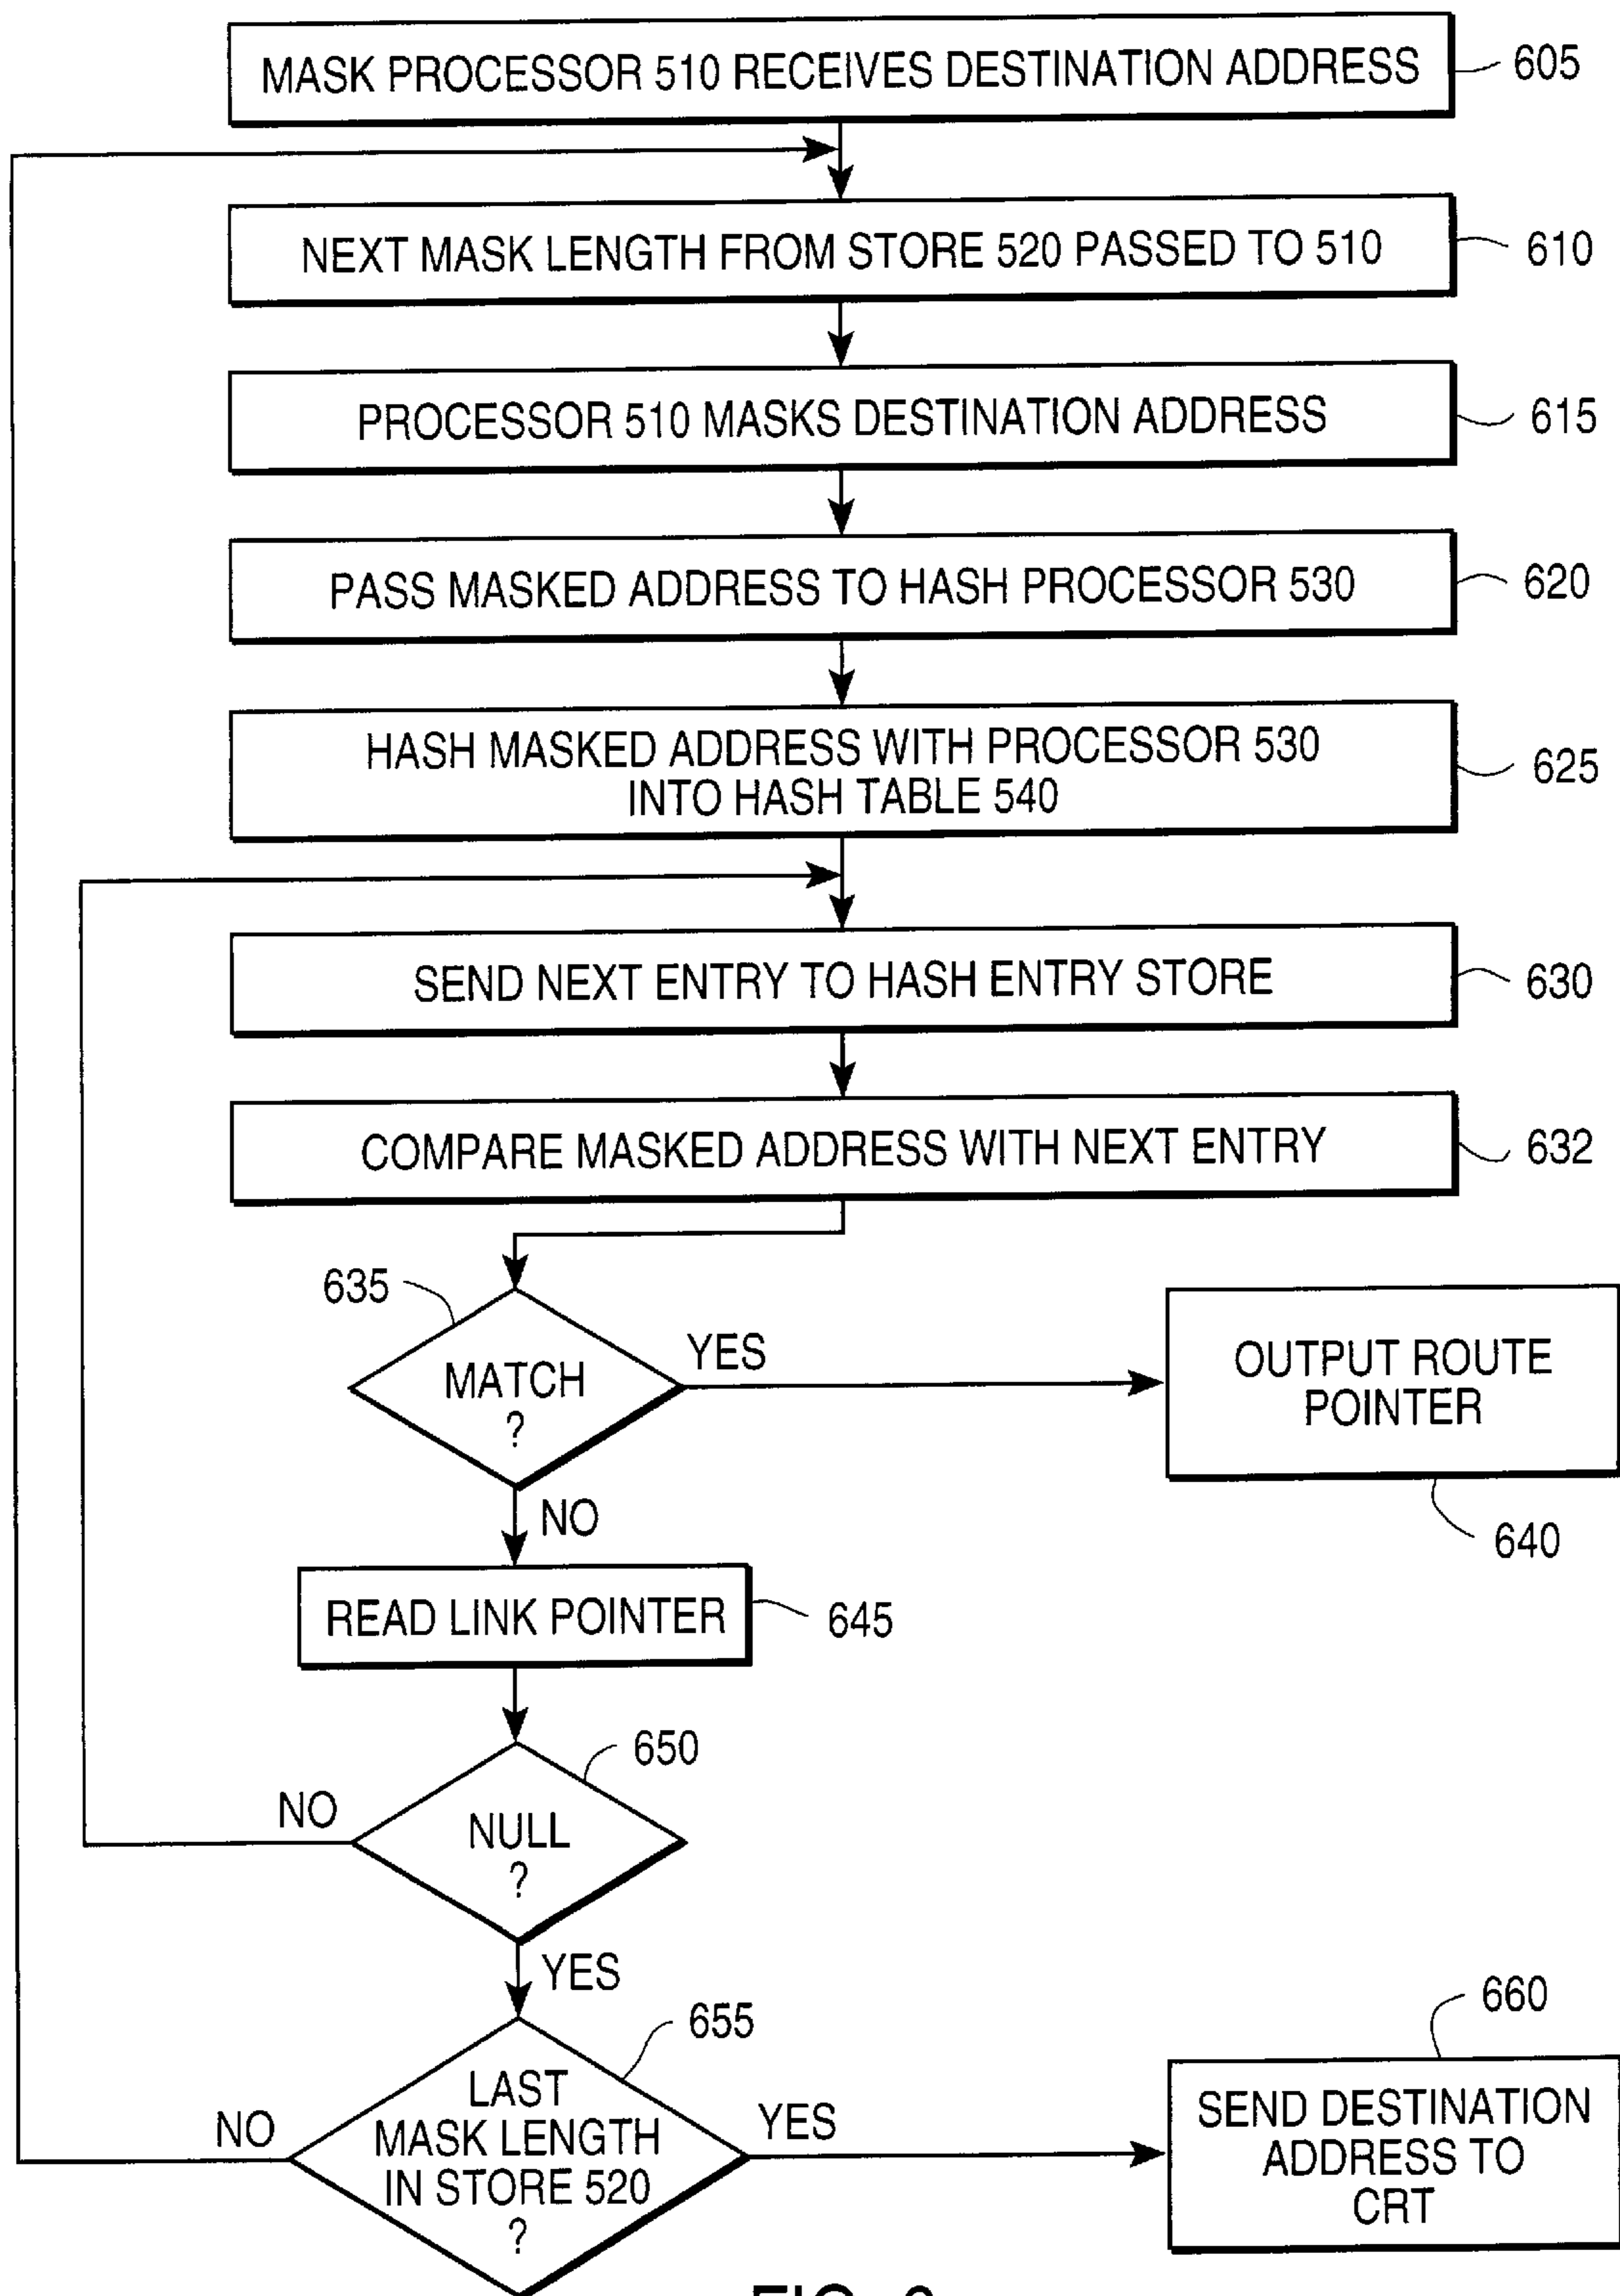 MASK PROCESSOR 510 RECEIVES DESTINATION ADDRESS
605
NEXT MASK LENGTH FROM STORE 520 PASSED TO 510
610
PROCESSOR 510 MASKS DESTINATION ADDRESS
615
PASS MASKED ADDRESS TO HASH PROCESSOR 530
620
HASH MASKED ADDRESS WITH PROCESSOR 530
INTO HASH TABLE 540
625
SEND NEXT ENTRY TO HASH ENTRY STORE
630
COMPARE MASKED ADDRESS WITH NEXT ENTRY
632
635
MATCH
?
YES
OUTPUT ROUTE
POINTER
640
NO
READ LINK POINTER
645
650
NULL
?
NO
YES
655
LAST
MASK LENGTH
IN STORE 520
?
NO
YES
660
SEND DESTINATION
ADDRESS TO
CRT